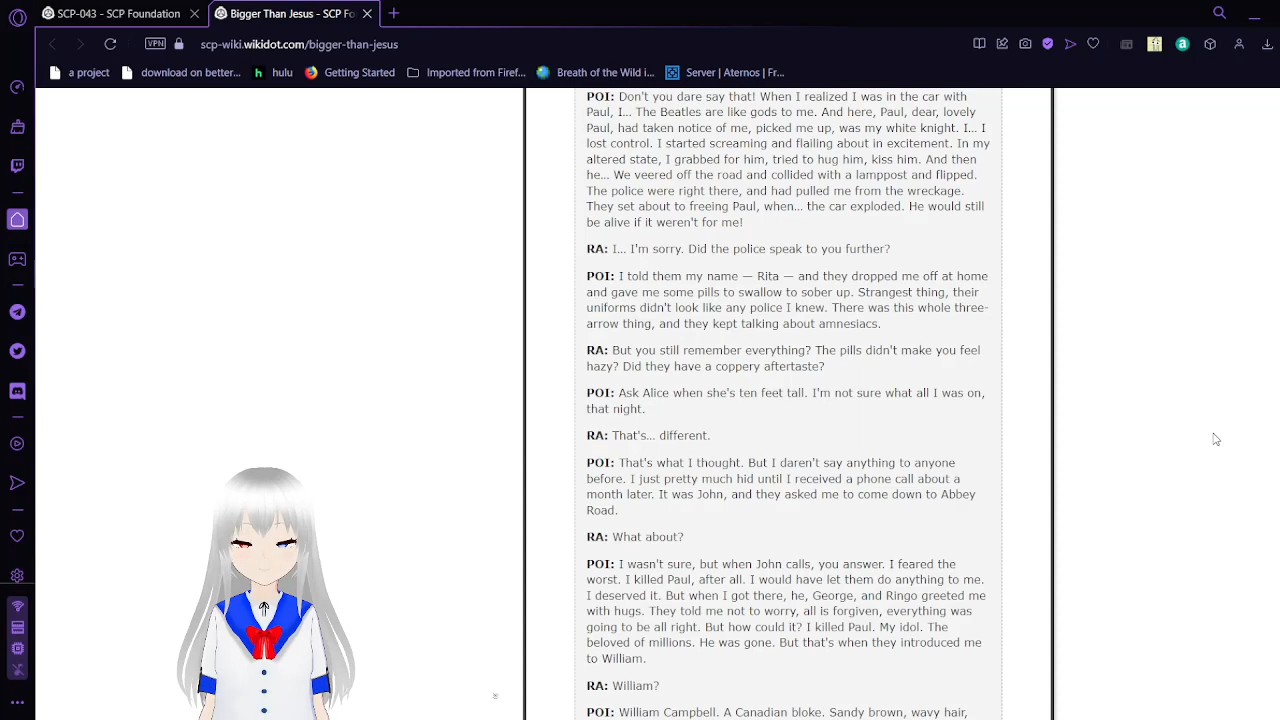 SCP-043 - SCP Foundation
Bigger Than Jesus - SCP Fo
VPN
scp-wiki.wikidot.com/bigger-than-jesus
a project
download on better...
hulu
Getting Started
Imported from Firef...
Breath of the Wild i...
Server | Aternos | Fr...
POI: Don't you dare say that! When I realized I was in the car with
Paul, I... The Beatles are like gods to me. And here, Paul, dear, lovely
Paul, had taken notice of me, picked me up, was my white knight. I... I
lost control. I started screaming and flailing about in excitement. In my
altered state, I grabbed for him, tried to hug him, kiss him. And then
he... We veered off the road and collided with a lamppost and flipped.
The police were right there, and had pulled me from the wreckage.
They set about to freeing Paul, when... the car exploded. He would still
be alive if it weren't for me!
RA: I... I'm sorry. Did the police speak to you further?
POI: I told them my name — Rita — and they dropped me off at home
and gave me some pills to swallow to sober up. Strangest thing, their
uniforms didn't look like any police I knew. There was this whole three-
arrow thing, and they kept talking about amnesiacs.
RA: But you still remember everything? The pills didn't make you feel
hazy? Did they have a coppery aftertaste?
POI: Ask Alice when she's ten feet tall. I'm not sure what all I was on,
that night.
RA: That's... different.
POI: That's what I thought. But I daren't say anything to anyone
before. I just pretty much hid until I received a phone call about a
month later. It was John, and they asked me to come down to Abbey
Road.
RA: What about?
POI: I wasn't sure, but when John calls, you answer. I feared the
worst. I killed Paul, after all. I would have let them do anything to me.
I deserved it. But when I got there, he, George, and Ringo greeted me
with hugs. They told me not to worry, all is forgiven, everything was
going to be all right. But how could it? I killed Paul. My idol. The
beloved of millions. He was gone. But that's when they introduced me
to William.
RA: William?
POI: William Campbell. A Canadian bloke. Sandy brown, wavy hair,